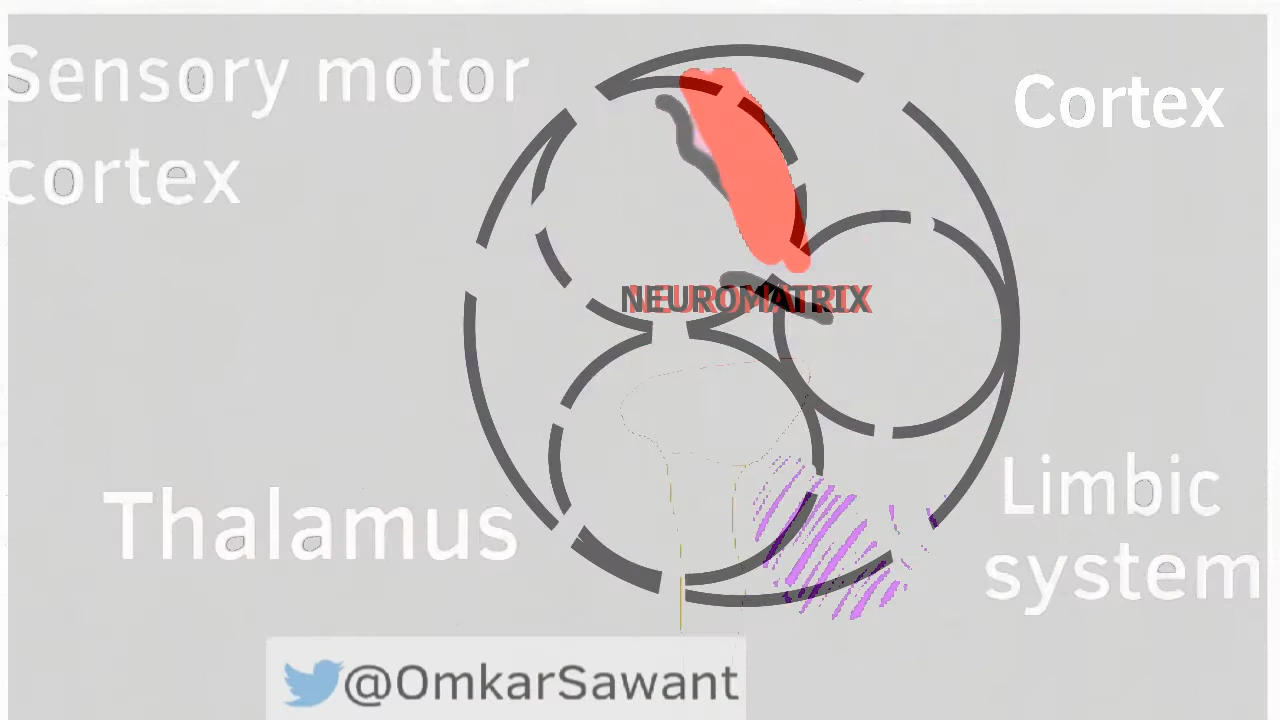 Sensory motor
cortex
Cortex
NEUROMATRIX
Thalamus
Limbic
system
@OmkarSawant